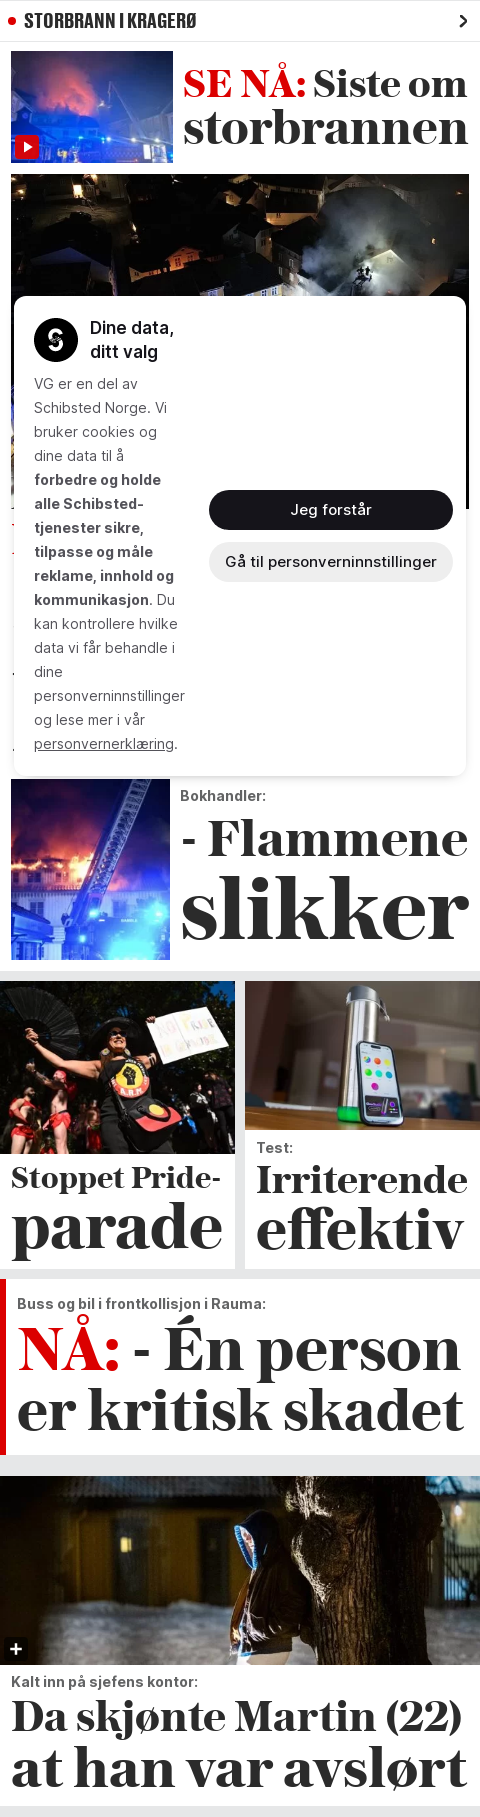 STORBRANN I KRAGERØ
SE NÅ: Siste om
storbrannen
Dine data,
ditt valg
VG er en del av
Schibsted Norge. Vi
bruker cookies og
dine data til å
forbedre og holde
alle Schibsted-
tjenester sikre,
tilpasse og måle
reklame, innhold og
kommunikasjon. Du
kan kontrollere hvilke
data vi får behandle i
dine
personverninnstillinger
og lese mer i vår
personvernerklæring.
Jeg forstår
Gå til personverninnstillinger
Bokhandler:
- Flammene
slikker
Stoppet Pride-
parade
Test:
Irriterende
effektiv
Buss og bil i frontkollisjon i Rauma:
NÅ: - Én person
er kritisk skadet
Kalt inn på sjefens kontor:
Da skjønte Martin (22)
at han var avslørt